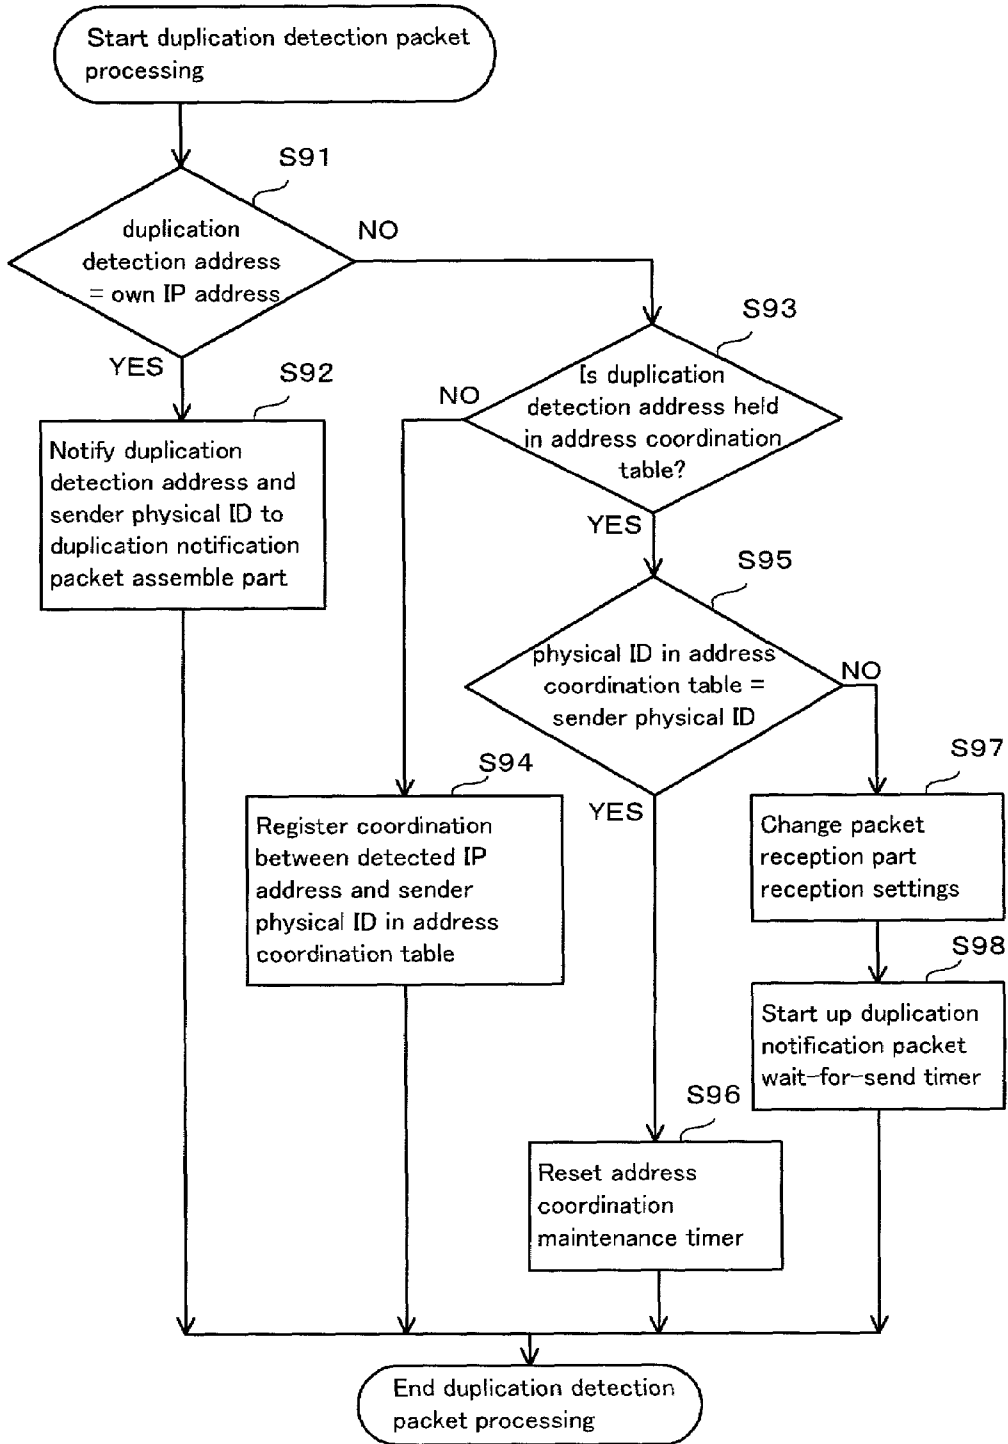 Start duplication detection packet
processing
S91
duplication
detection address
= own IP address
NO
YES
S92
Notify duplication
detection address and
sender physical ID to
duplication notification
packet assemble part
S93
Is duplication
detection address held
in address coordination
table?
NO
YES
S95
physical ID in address
coordination table =
sender physical ID
NO
YES
S94
Register coordination
between detected IP
address and sender
physical ID in address
coordination table
S97
Change packet
reception part
reception settings
S98
Start up duplication
notification packet
wait-for-send timer
S96
Reset address
coordination
maintenance timer
End duplication detection
packet processing